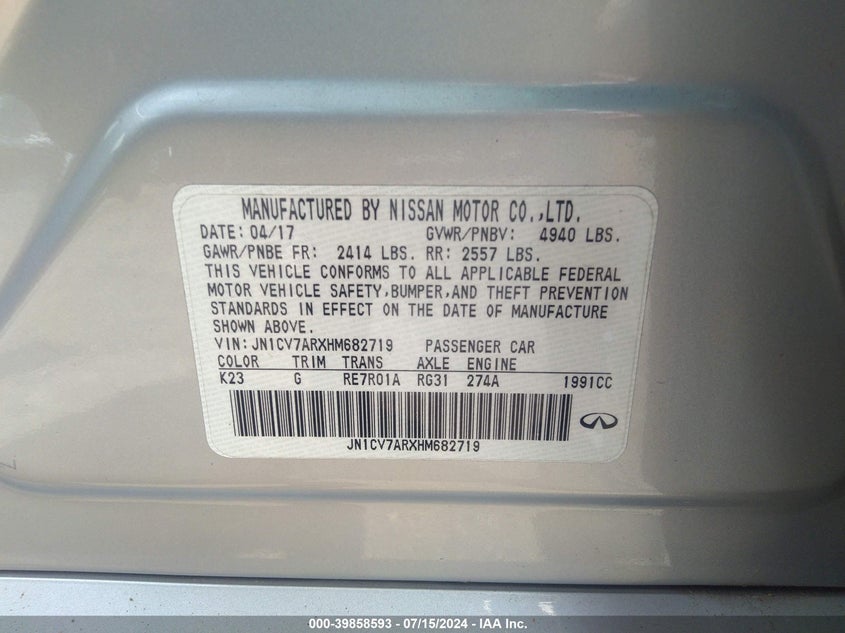 MANUFACTURED BY NISSAN MOTOR CO.,LTD.
DATE: 04/17 GVWR/PNBV: 4940 LBS.
GAWR/PNBE FR: 2414 LBS. RR: 2557 LBS.
THIS VEHICLE CONFORMS TO ALL APPLICABLE FEDERAL
MOTOR VEHICLE SAFETY,BUMPER,AND THEFT PREVENTION
STANDARDS IN EFFECT ON THE DATE OF MANUFACTURE
SHOWN ABOVE.
VIN: JN1CV7ARXHM682719 PASSENGER CAR
COLOR TRIM TRANS AXLE ENGINE
K23 G RE7R01A RG31 274A 1991CC
JN1CV7ARXHM682719
000-39858593 - 07/15/2024 - IAA Inc.